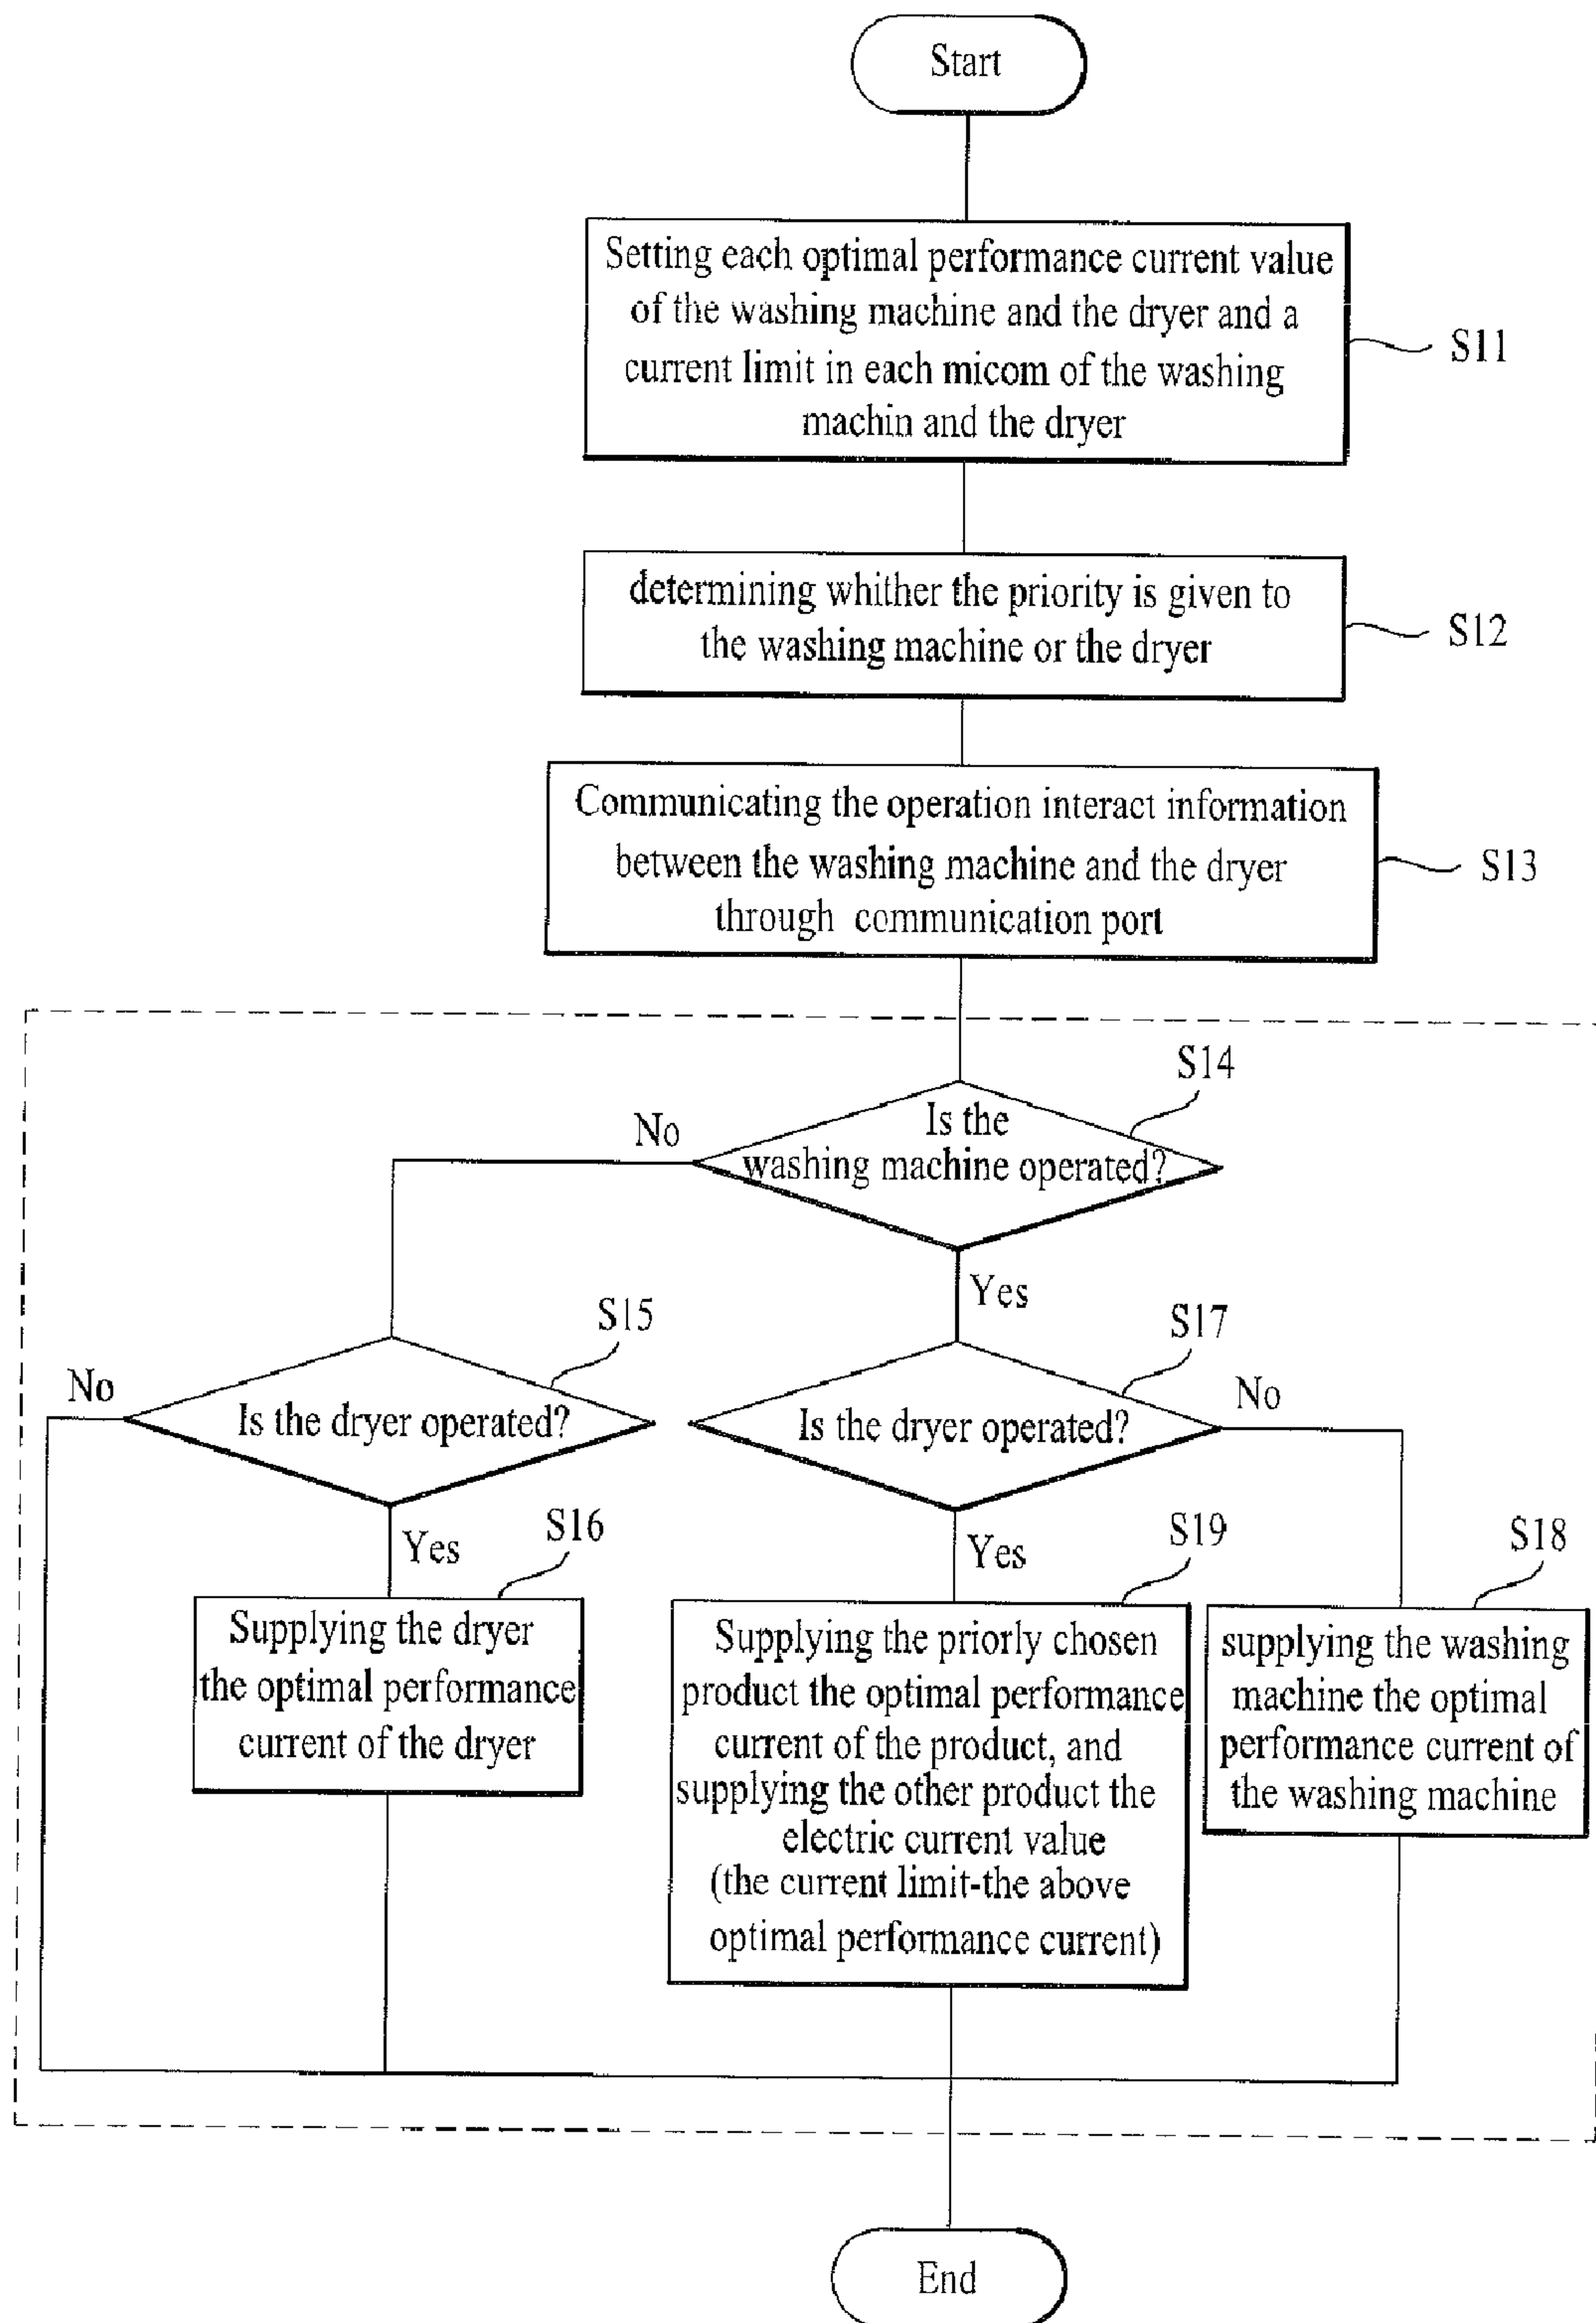 Start
Setting each optimal performance current value
of the washing machine and the dryer and a
current limit in each micom of the washing
machin and the dryer
S11
determining whither the priority is given to
the washing machine or the dryer
S12
Communicating the operation interact information
between the washing machine and the dryer
through communication port
S13
S14
Is the
washing machine operated?
No
Yes
S15
Is the dryer operated?
No
Yes
S17
Is the dryer operated?
No
Yes
S16
Supplying the dryer
the optimal performance
current of the dryer
S19
Supplying the priorly chosen
product the optimal performance
current of the product, and
supplying the other product the
electric current value
(the current limit-the above
optimal performance current)
S18
supplying the washing
machine the optimal
performance current of
the washing machine
End